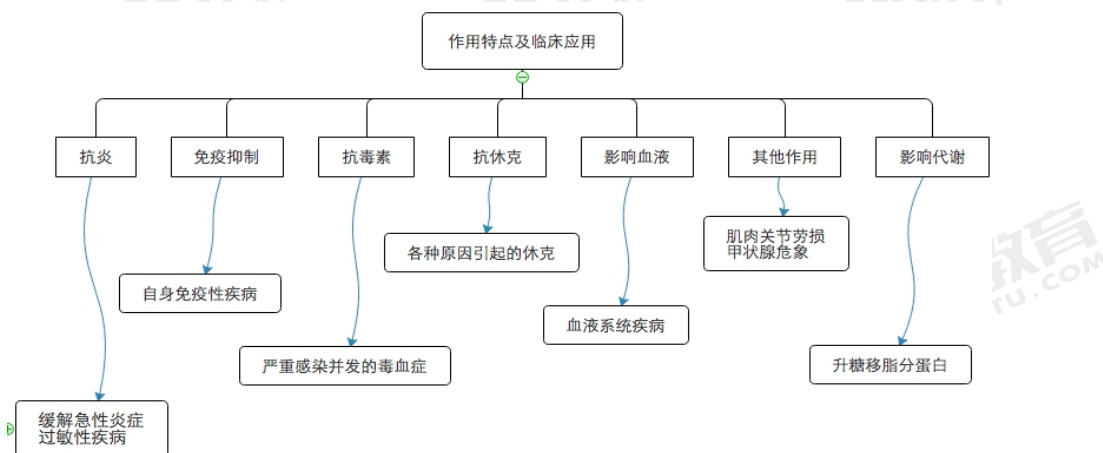 作用特点及临床应用
抗炎
免疫抑制
抗毒素
抗休克
影响血液
其他作用
影响代谢
肌肉关节劳损
甲状腺危象
各种原因引起的休克
自身免疫性疾病
血液系统疾病
严重感染并发的毒血症
升糖移脂分蛋白
缓解急性炎症
过敏性疾病
教育
TU.COM